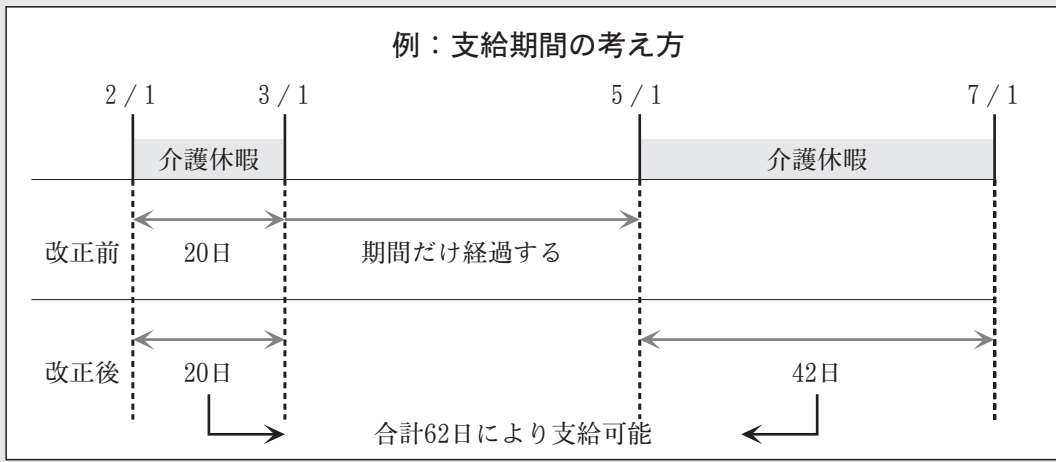 例：支給期間の考え方
2/1 3/1 5/1 7/1
介護休暇 介護休暇
改正前 20日 期間だけ経過する
改正後 20日 42日
合計62日により支給可能